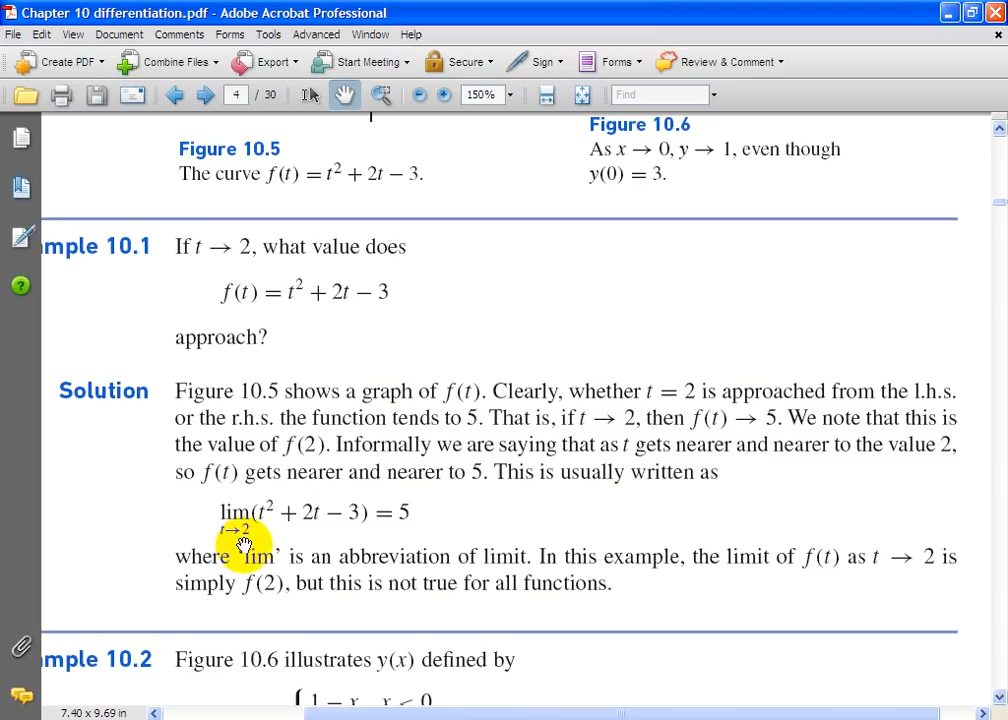 Chapter 10 differentiation.pdf - Adobe Acrobat Professional
File Edit View Document Comments Forms Tools Advanced Window Help
Create PDF Combine Files Export Start Meeting Secure Sign Forms Review & Comment
4 / 30 150% Find
Figure 10.5
The curve f(t) = t² + 2t − 3.
Figure 10.6
As x → 0, y → 1, even though
y(0) = 3.
mple 10.1 If t → 2, what value does
f(t) = t² + 2t − 3
approach?
Solution Figure 10.5 shows a graph of f(t). Clearly, whether t = 2 is approached from the l.h.s.
or the r.h.s. the function tends to 5. That is, if t → 2, then f(t) → 5. We note that this is
the value of f(2). Informally we are saying that as t gets nearer and nearer to the value 2,
so f(t) gets nearer and nearer to 5. This is usually written as
lim(t² + 2t − 3) = 5
t→2
where 'lim' is an abbreviation of limit. In this example, the limit of f(t) as t → 2 is
simply f(2), but this is not true for all functions.
mple 10.2 Figure 10.6 illustrates y(x) defined by
1 − x x < 0
7.40 x 9.69 in